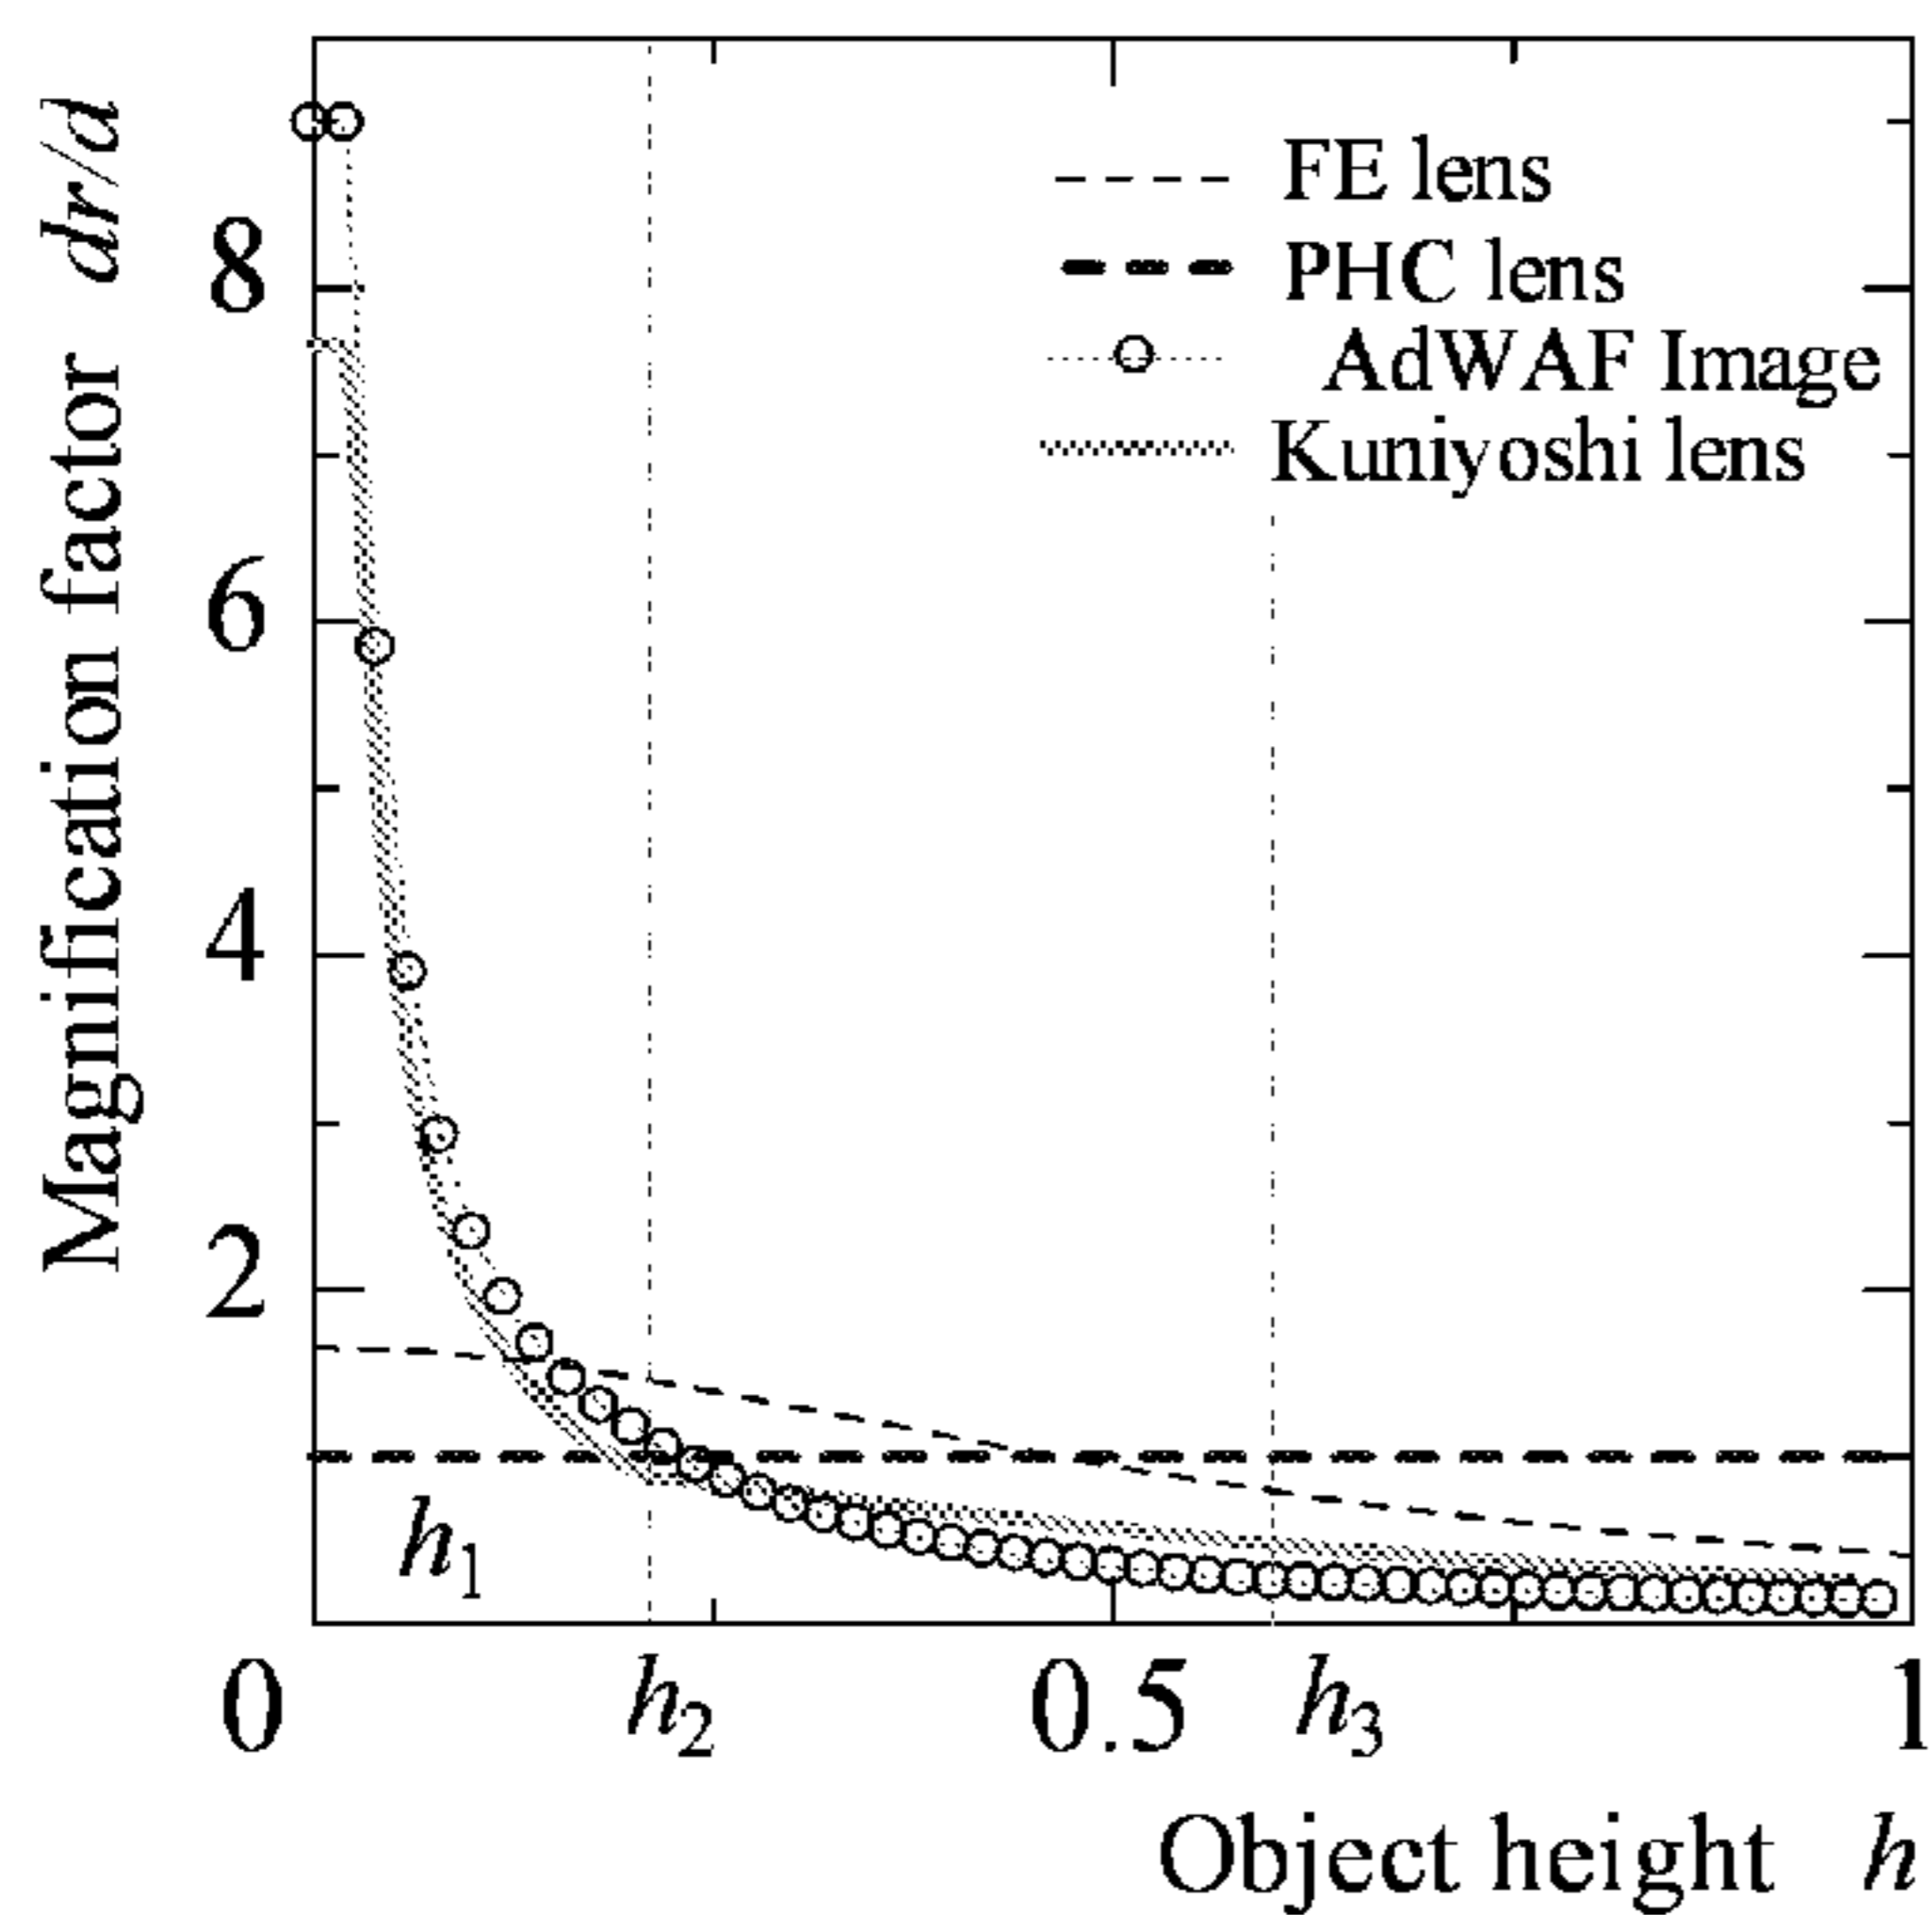 Magnification factor dr/d
8
6
4
2
FE lens
PHC lens
AdWAF Image
Kuniyoshi lens
h1
0 h2 0.5 h3 1
Object height h